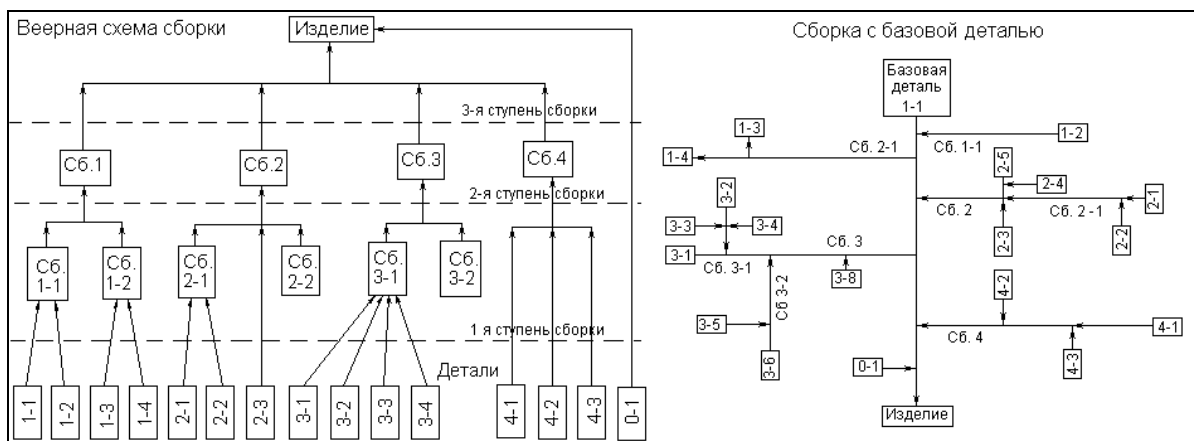 Веерная схема сборки
Изделие
3-я ступень сборки
Сб.1
Сб.2
Сб.3
Сб.4
2-я ступень сборки
Сб.
1-1
Сб.
1-2
Сб.
2-1
Сб.
2-2
Сб.
3-1
Сб.
3-2
1 я ступень сборки
Детали
1-1
1-2
1-3
1-4
2-1
2-2
2-3
3-1
3-2
3-3
3-4
4-1
4-2
4-3
0-1
Сборка с базовой деталью
Базовая
деталь
1-1
1-3
1-2
1-4
Сб. 2-1
Сб. 1-1
2-5
3-2
2-4
2-1
Сб. 2
Сб. 2 -1
3-3
3-4
2-3
2-2
3-1
Сб. 3
Сб. 3-1
Сб 3-2
3-8
4-2
3-5
4-1
Сб. 4
3-6
4-3
0-1
Изделие